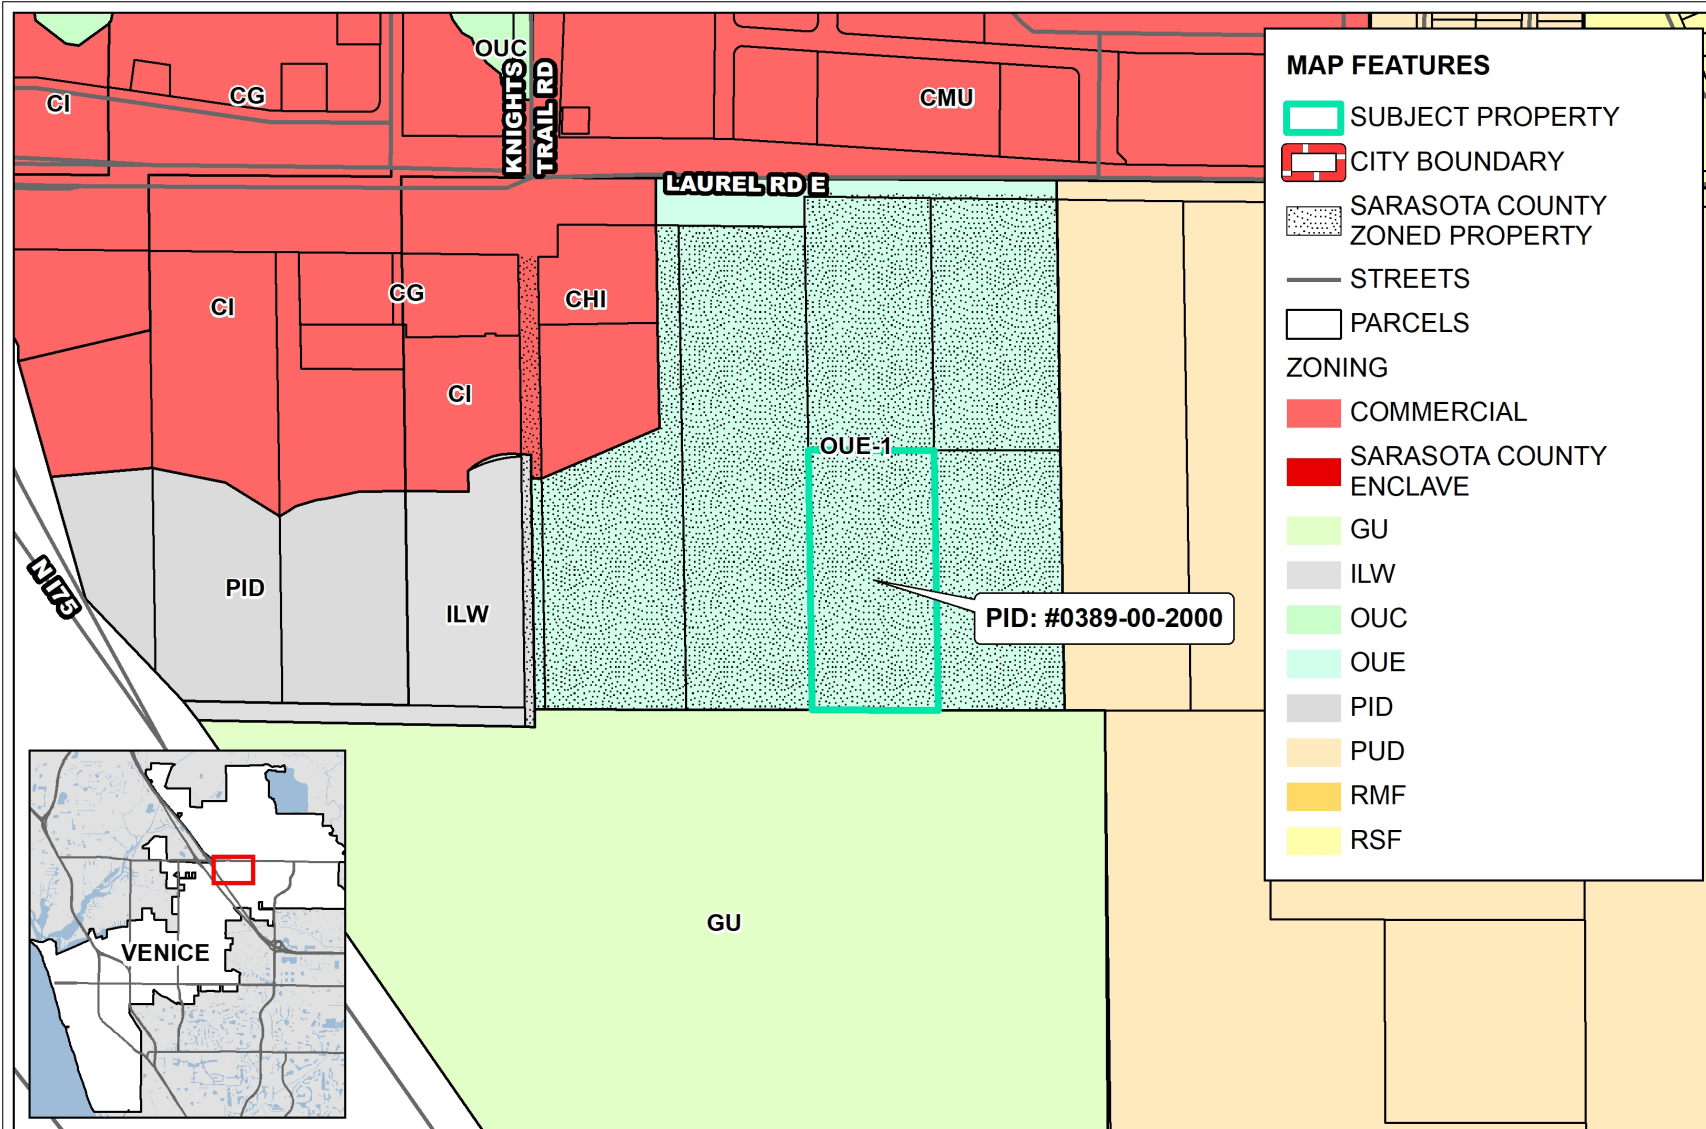 OUC
CI
CG
KNIGHTS
TRAIL RD
CMU
LAUREL RD E
CI
CG
CHI
CI
OUE-1
N I75
PID
ILW
PID: #0389-00-2000
GU
VENICE
MAP FEATURES
SUBJECT PROPERTY
CITY BOUNDARY
SARASOTA COUNTY
ZONED PROPERTY
STREETS
PARCELS
ZONING
COMMERCIAL
SARASOTA COUNTY
ENCLAVE
GU
ILW
OUC
OUE
PID
PUD
RMF
RSF